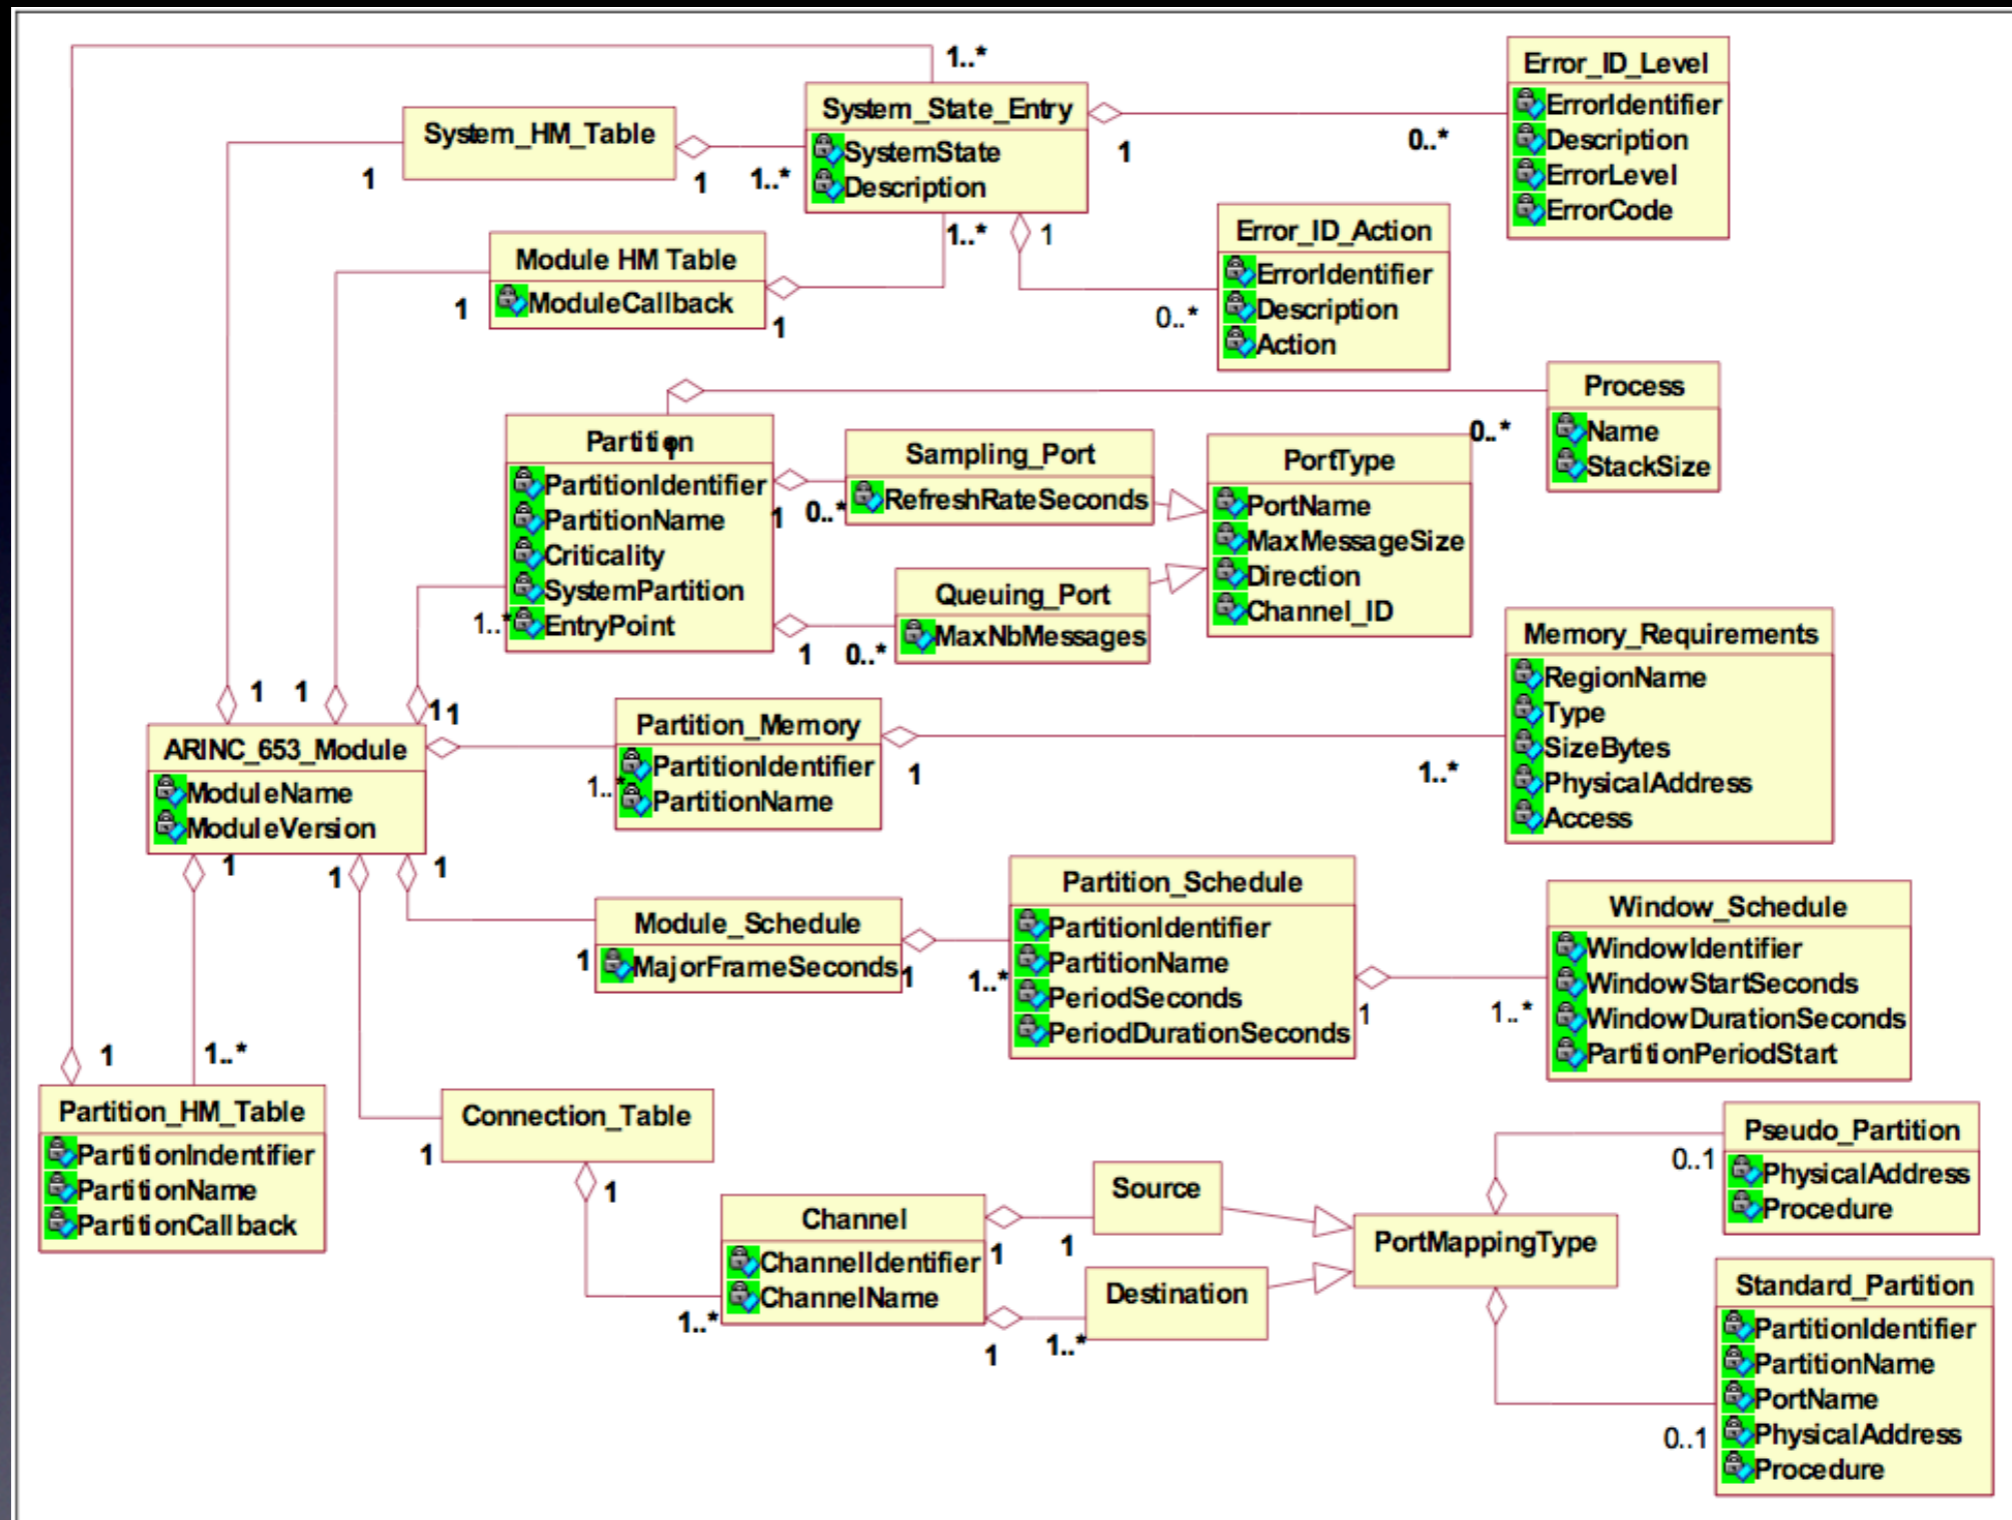 1..*
System_State_Entry
SystemState
Description
Error_ID_Level
ErrorIdentifier
Description
ErrorLevel
ErrorCode
1
0..*
System_HM_Table
1
1
1..*
Module HM Table
ModuleCallback
1
1
1..*
1
Error_ID_Action
ErrorIdentifier
Description
Action
0..*
Process
Name
StackSize
0..*
Partition
1
PartitionIdentifier
PartitionName
Criticality
SystemPartition
EntryPoint
1..*
Sampling_Port
RefreshRateSeconds
1
0..*
Queuing_Port
MaxNbMessages
1
0..*
PortType
PortName
MaxMessageSize
Direction
Channel_ID
Memory_Requirements
RegionName
Type
SizeBytes
PhysicalAddress
Access
1
1
1
1
ARINC_653_Module
ModuleName
ModuleVersion
Partition_Memory
PartitionIdentifier
PartitionName
1..*
1
1..*
1
1
1
Module_Schedule
MajorFrameSeconds
1
1
1..*
Partition_Schedule
PartitionIdentifier
PartitionName
PeriodSeconds
PeriodDurationSeconds
1
1..*
Window_Schedule
WindowIdentifier
WindowStartSeconds
WindowDurationSeconds
PartitionPeriodStart
1
1..*
Partition_HM_Table
PartitionIndentifier
PartitionName
PartitionCallback
Connection_Table
1
1
Channel
ChannelIdentifier
ChannelName
1..*
1
1
Source
1
1..*
Destination
PortMappingType
Pseudo_Partition
PhysicalAddress
Procedure
0..1
Standard_Partition
PartitionIdentifier
PartitionName
PortName
PhysicalAddress
Procedure
0..1